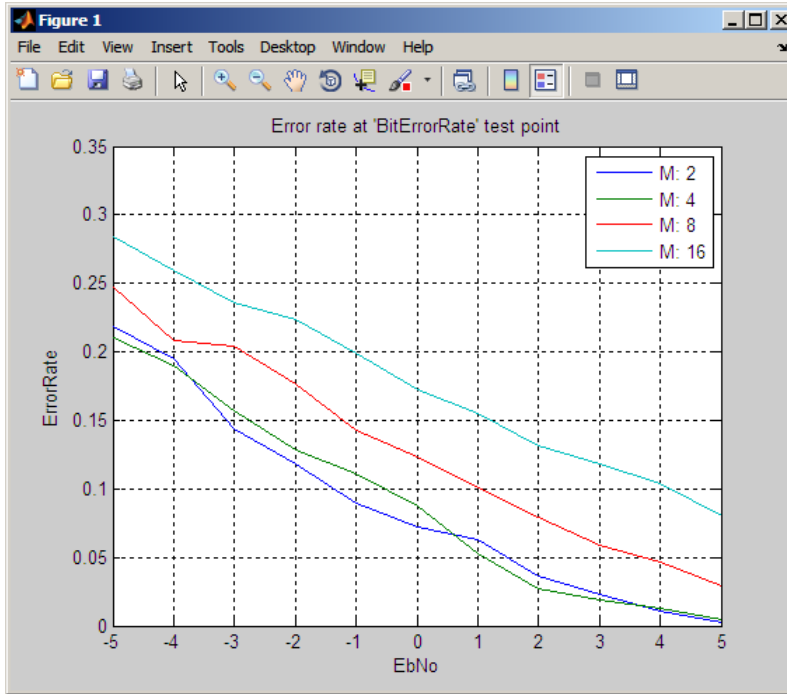 Figure 1
File Edit View Insert Tools Desktop Window Help
Error rate at 'BitErrorRate' test point
0.35
0.3
0.25
0.2
0.15
0.1
0.05
0
ErrorRate
M: 2
M: 4
M: 8
M: 16
-5 -4 -3 -2 -1 0 1 2 3 4 5
EbNo